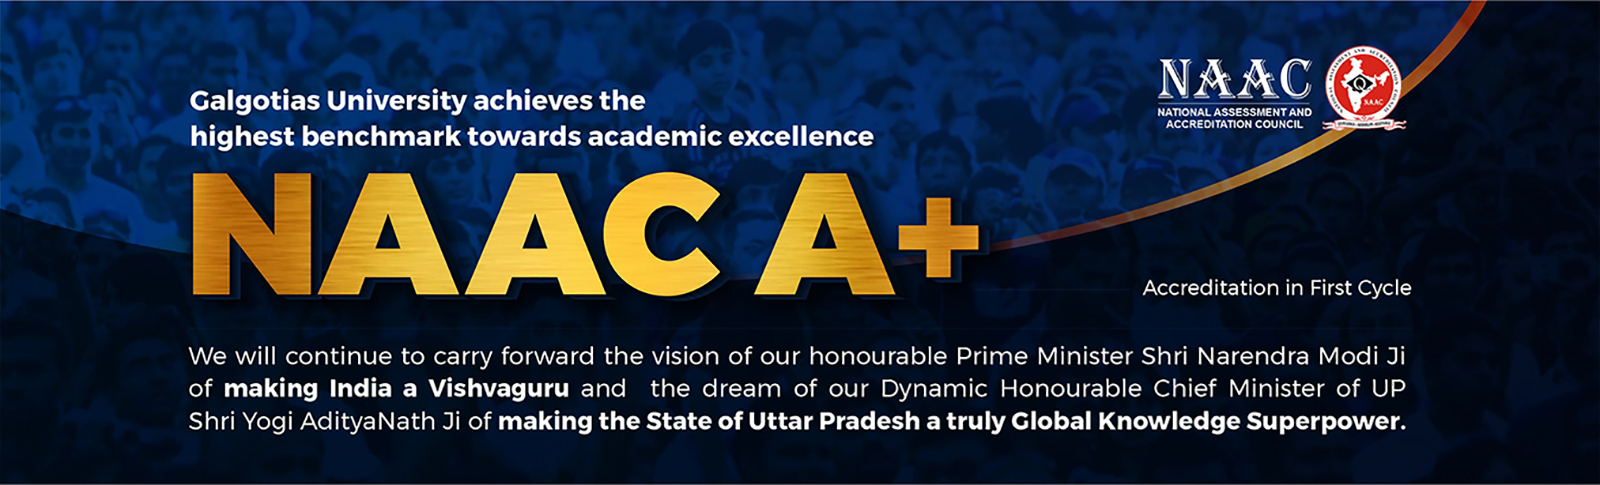 Galgotias University achieves the
highest benchmark towards academic excellence
NAAC A+
NAAC
NATIONAL ASSESSMENT AND
ACCREDITATION COUNCIL
NAAC
Accreditation in First Cycle
We will continue to carry forward the vision of our honourable Prime Minister Shri Narendra Modi Ji
of making India a Vishvaguru and the dream of our Dynamic Honourable Chief Minister of UP
Shri Yogi AdityaNath Ji of making the State of Uttar Pradesh a truly Global Knowledge Superpower.